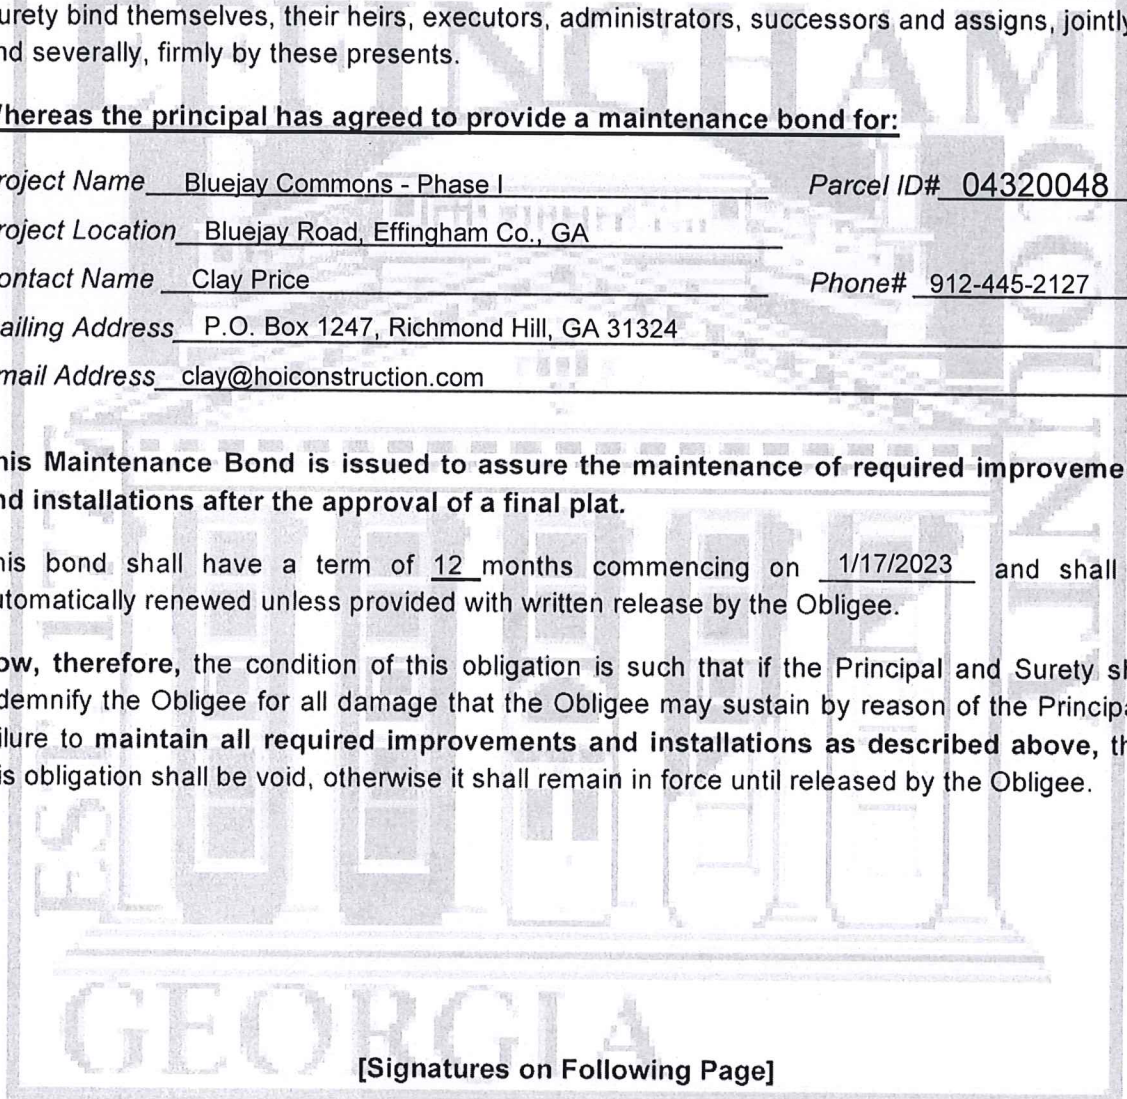 urety bind themselves, their heirs, executors, administrators, successors and assigns, jointly
nd severally, firmly by these presents.
hereas the principal has agreed to provide a maintenance bond for:
roject Name Bluejay Commons - Phase I Parcel ID# 04320048
roject Location Bluejay Road, Effingham Co., GA
ontact Name Clay Price Phone# 912-445-2127
ailing Address P.O. Box 1247, Richmond Hill, GA 31324
mail Address clay@hoiconstruction.com
his Maintenance Bond is issued to assure the maintenance of required improveme
nd installations after the approval of a final plat.
his bond shall have a term of 12 months commencing on 1/17/2023 and shall
utomatically renewed unless provided with written release by the Obligee.
ow, therefore, the condition of this obligation is such that if the Principal and Surety sh
demnify the Obligee for all damage that the Obligee may sustain by reason of the Principa
ilure to maintain all required improvements and installations as described above, th
is obligation shall be void, otherwise it shall remain in force until released by the Obligee.
GEORGIA
[Signatures on Following Page]